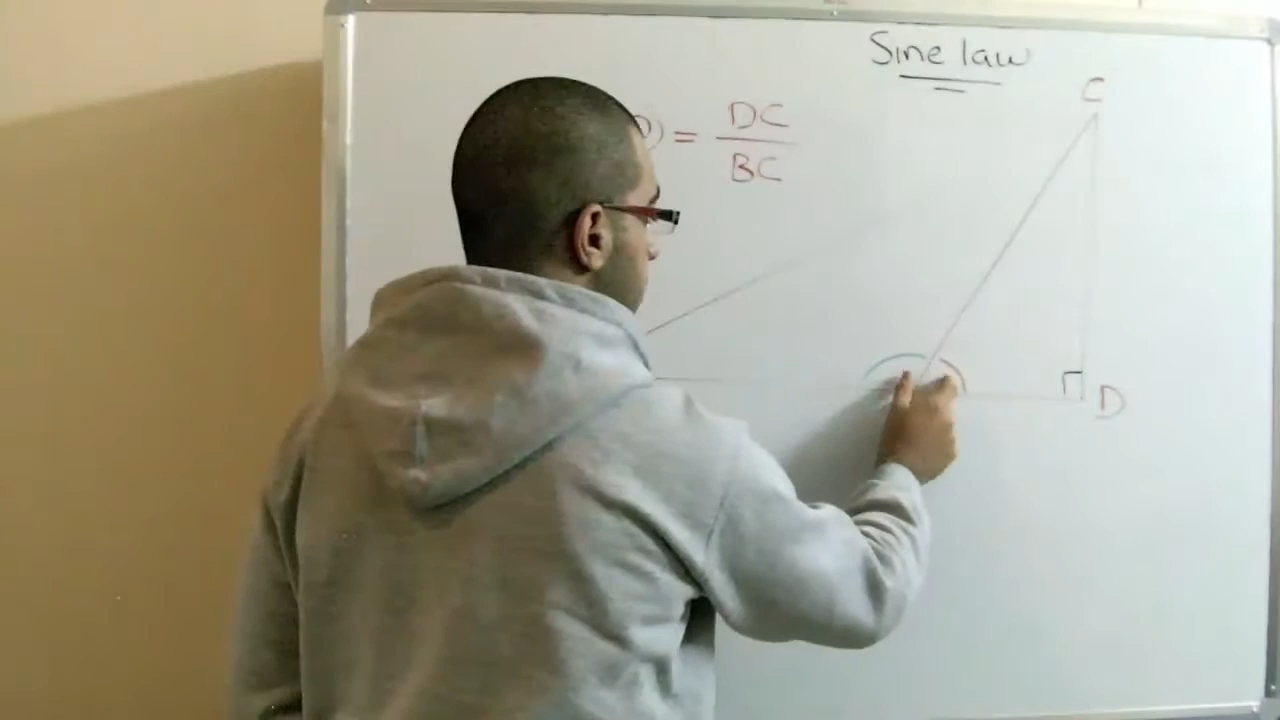 Sine law
C
) = DC
BC
D